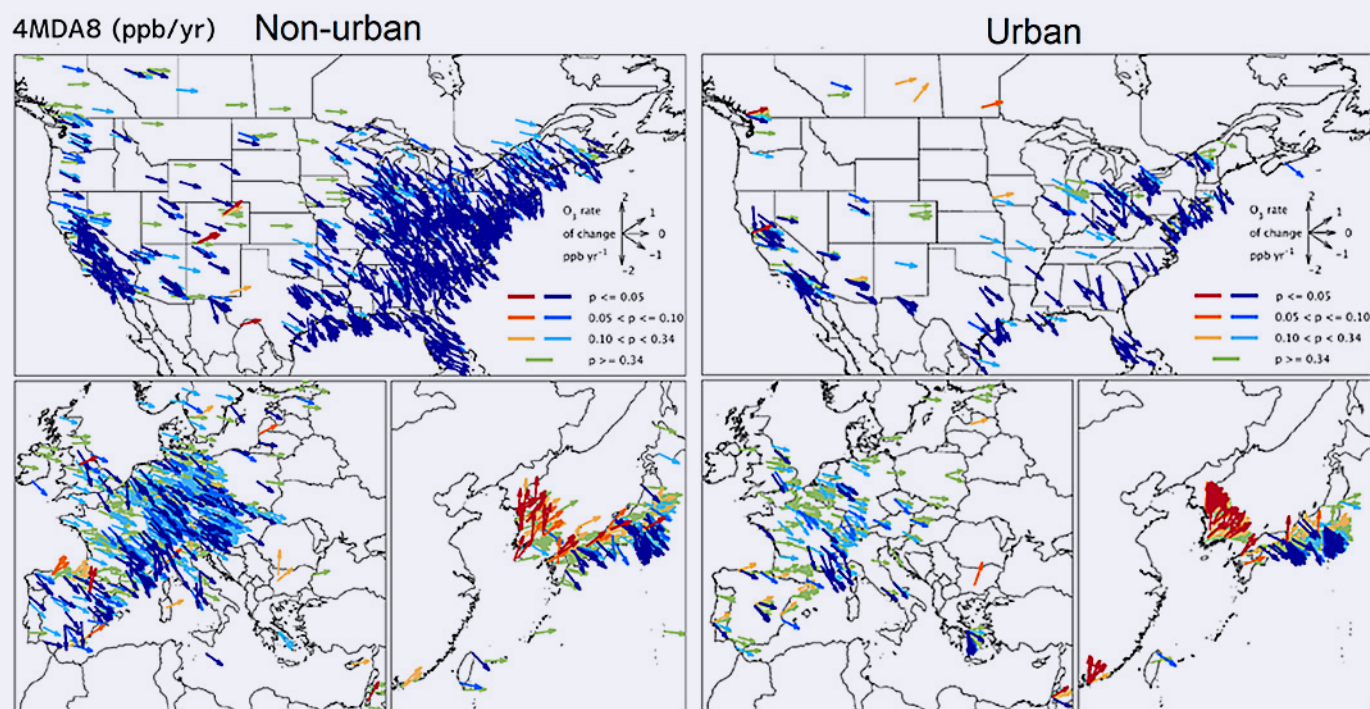 4MDA8 (ppb/yr) Non-urban
Urban
O₃ rate
of change
ppb yr⁻¹
2
1
0
−1
−2
p <= 0.05
0.05 < p <= 0.10
0.10 < p < 0.34
p >= 0.34
O₃ rate
of change
ppb yr⁻¹
2
1
0
−1
−2
p <= 0.05
0.05 < p <= 0.10
0.10 < p < 0.34
p >= 0.34